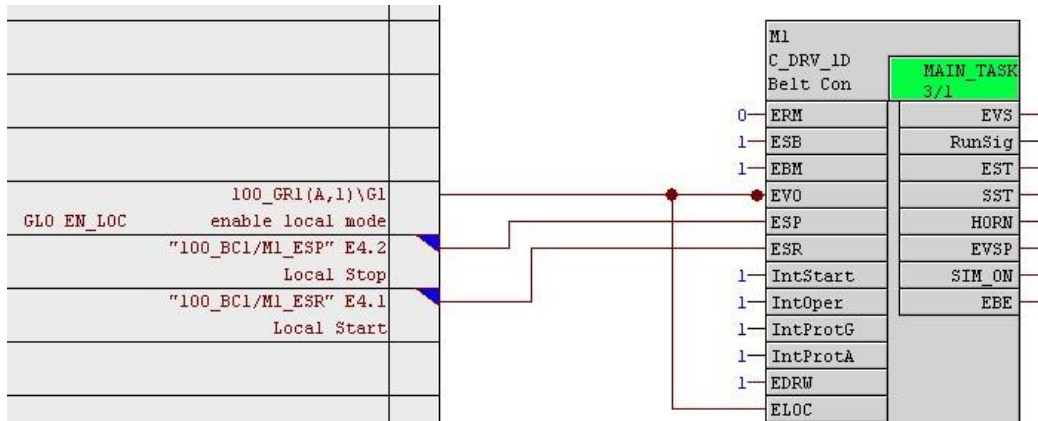 M1
C_DRV_1D
Belt Con
MAIN_TASK
3/1
0 ERM EVS
1 ESB RunSig
1 EBM EST
100_GR1(A,1)\G1 EVO SST
GLO EN_LOC enable local mode ESP HORN
"100_BC1/M1_ESP" E4.2 ESR EVSP
Local Stop 1 IntStart SIM_ON
"100_BC1/M1_ESR" E4.1 1 IntOper EBE
Local Start 1 IntProtG
1 IntProtA
1 EDRW
ELOC